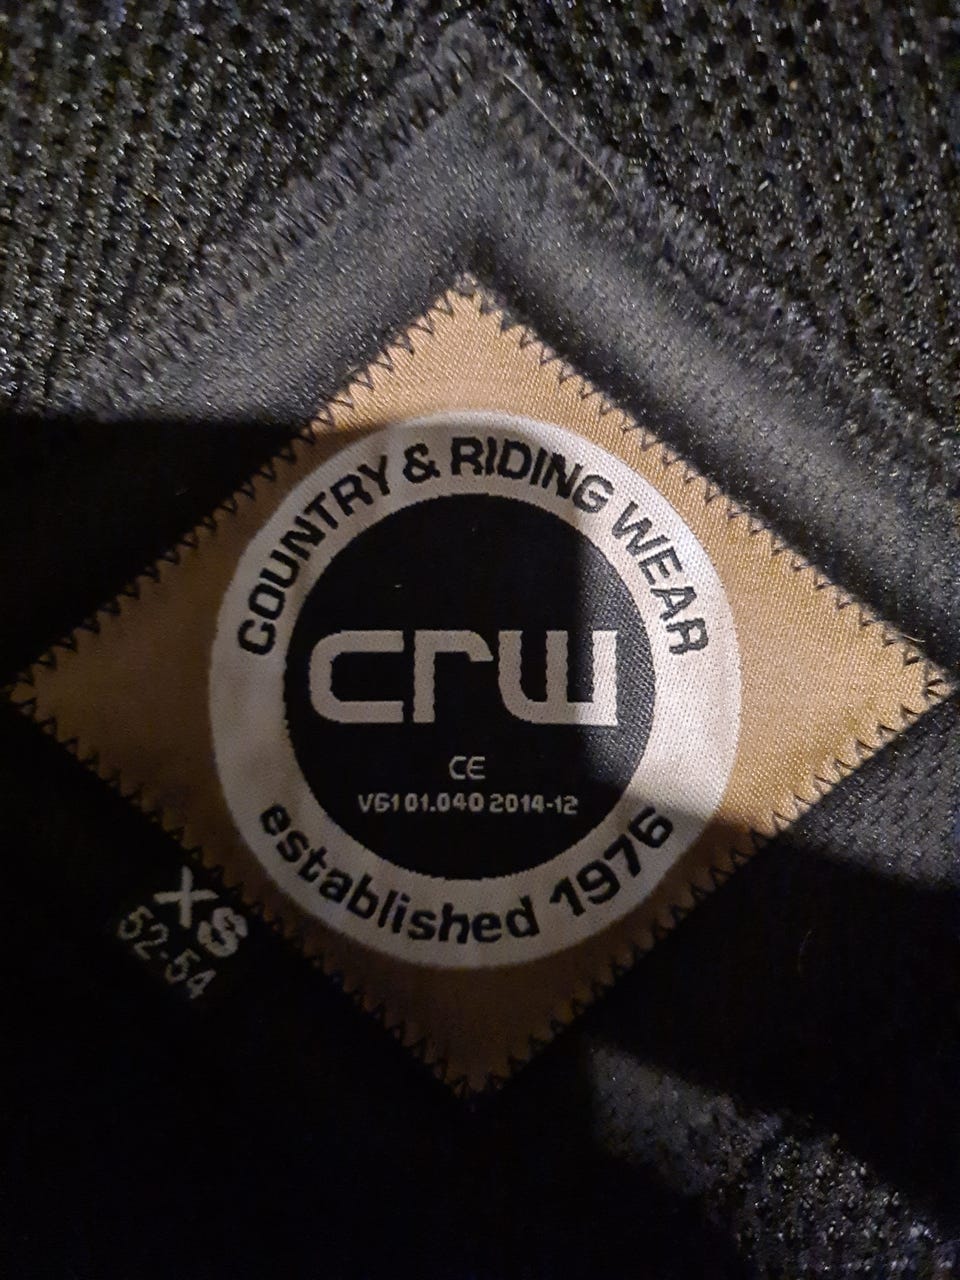 COUNTRY & RIDING WEAR
crw
CE
VG1 01.040 2014-12
established 1976
XS
52-54